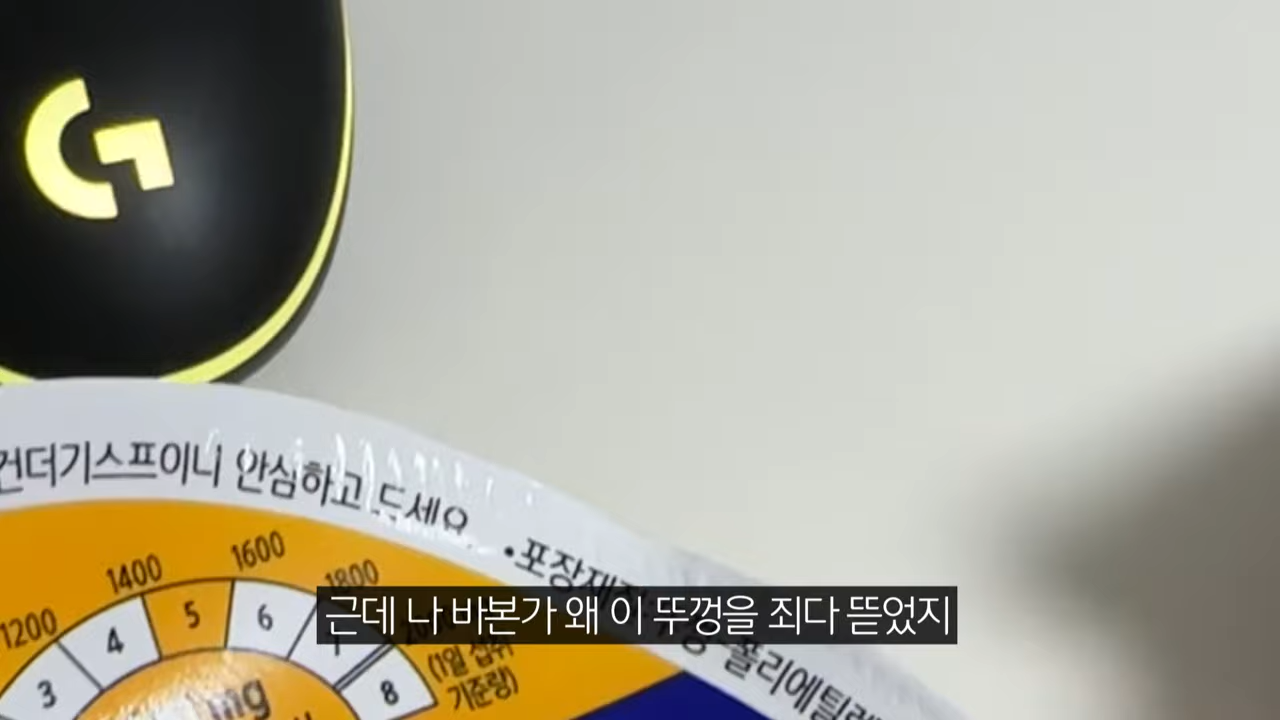 건더기스프이니 안심하고 드세요
1200
1400
1600
1800
3
4
5
6
7
8
(1일 섭취
기준량)
mg
근데 나 바본가 왜 이 뚜껑을 죄다 뜯었지